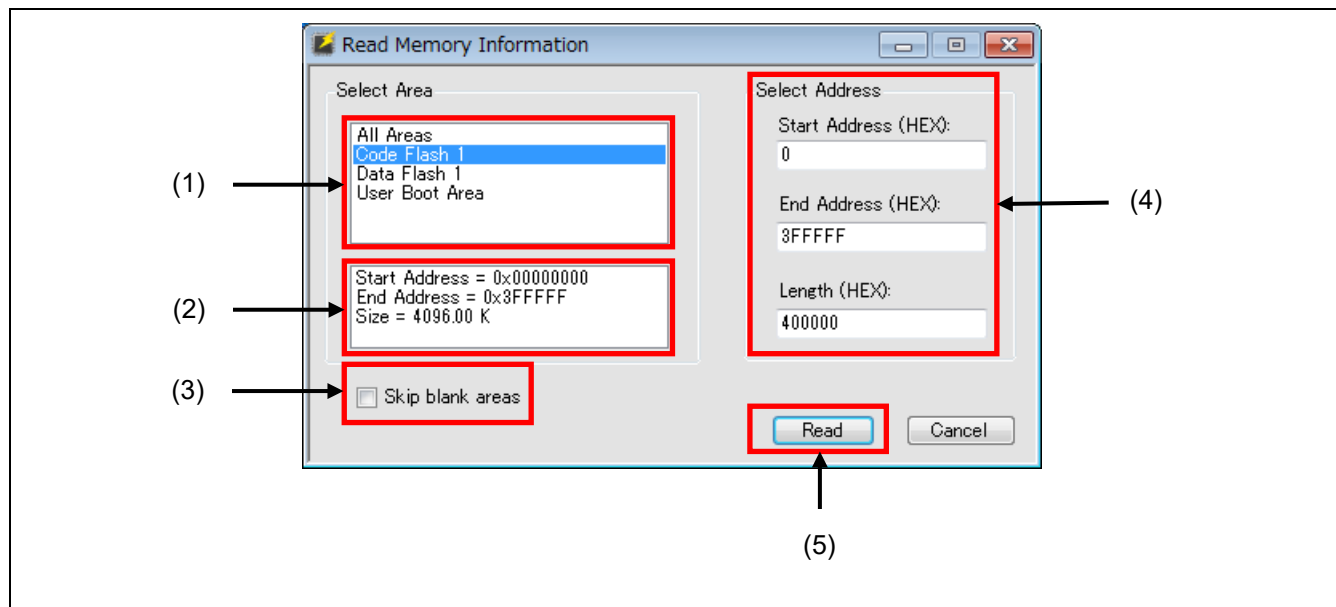 Read Memory Information
Select Area
All Areas
Code Flash 1
Data Flash 1
User Boot Area
(1)
Start Address = 0x00000000
End Address = 0x3FFFFF
Size = 4096.00 K
(2)
Skip blank areas
(3)
Select Address
Start Address (HEX):
0
End Address (HEX):
3FFFFF
Length (HEX):
400000
(4)
Read
Cancel
(5)